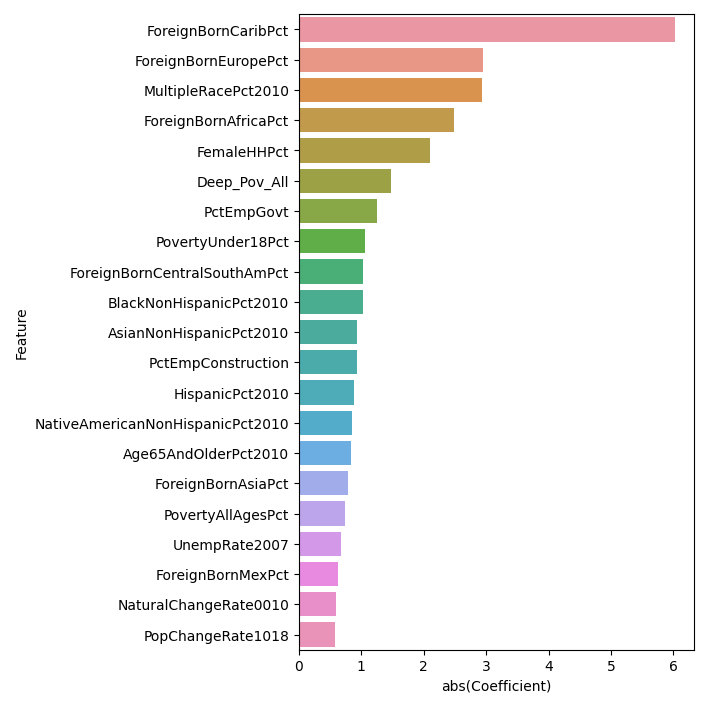 ForeignBornCaribPct
ForeignBornEuropePct
MultipleRacePct2010
ForeignBornAfricaPct
FemaleHHPct
Deep_Pov_All
PctEmpGovt
PovertyUnder18Pct
ForeignBornCentralSouthAmPct
BlackNonHispanicPct2010
AsianNonHispanicPct2010
PctEmpConstruction
HispanicPct2010
NativeAmericanNonHispanicPct2010
Age65AndOlderPct2010
ForeignBornAsiaPct
PovertyAllAgesPct
UnempRate2007
ForeignBornMexPct
NaturalChangeRate0010
PopChangeRate1018
Feature
0 1 2 3 4 5 6
abs(Coefficient)